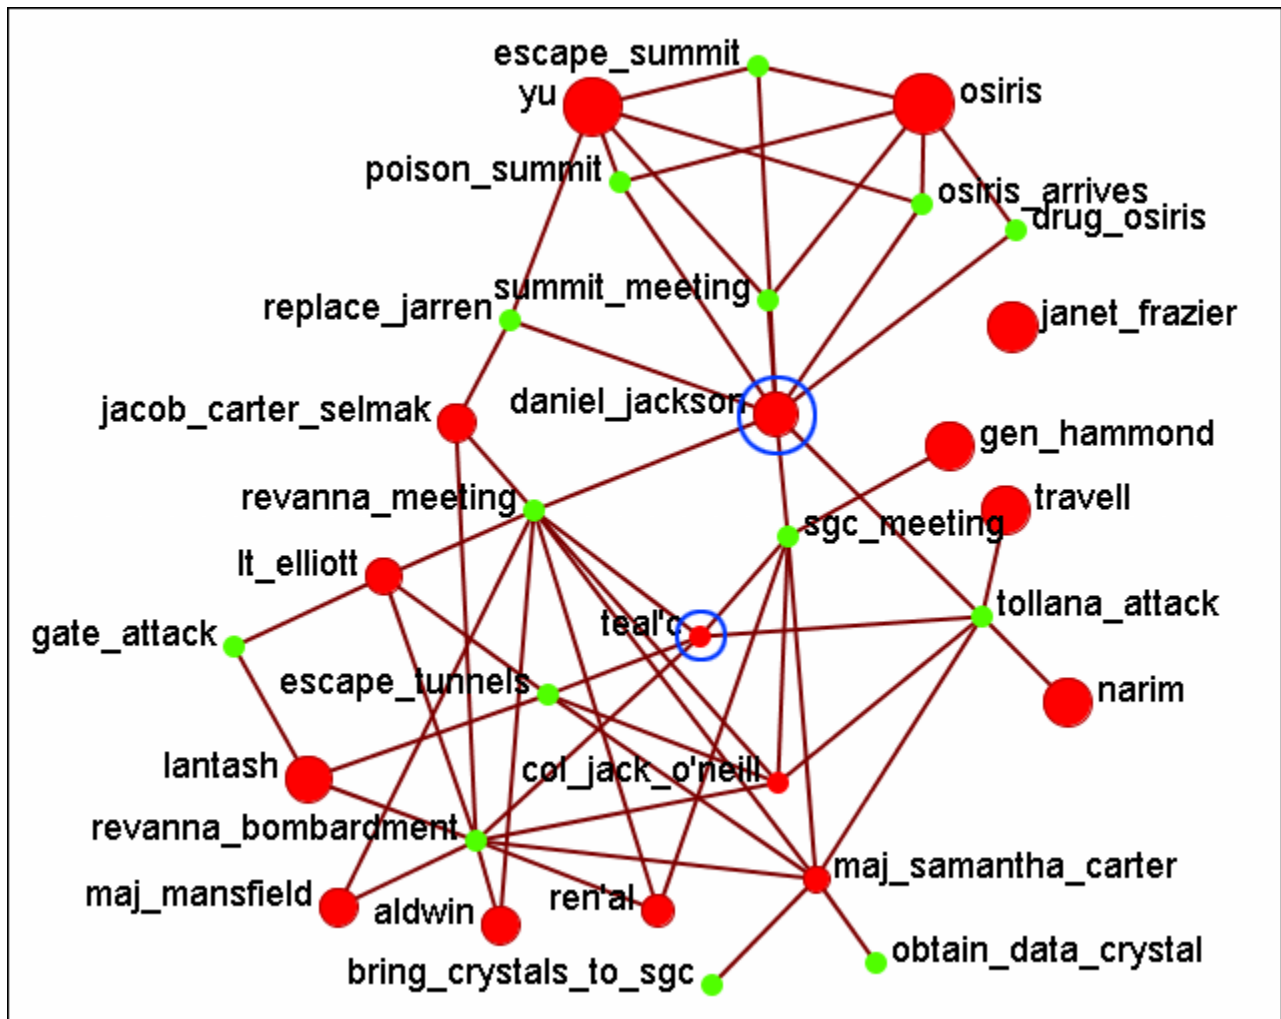 escape_summit
yu
osiris
poison_summit
osiris_arrives
drug_osiris
summit_meeting
replace_jarren
janet_frazier
daniel_jackson
jacob_carter_selmak
gen_hammond
revanna_meeting
travell
sgc_meeting
lt_elliott
teal'c
tollana_attack
gate_attack
escape_tunnels
narim
lantash
col_jack_o'neill
revanna_bombardment
maj_samantha_carter
maj_mansfield
aldwin
ren'al
obtain_data_crystal
bring_crystals_to_sgc